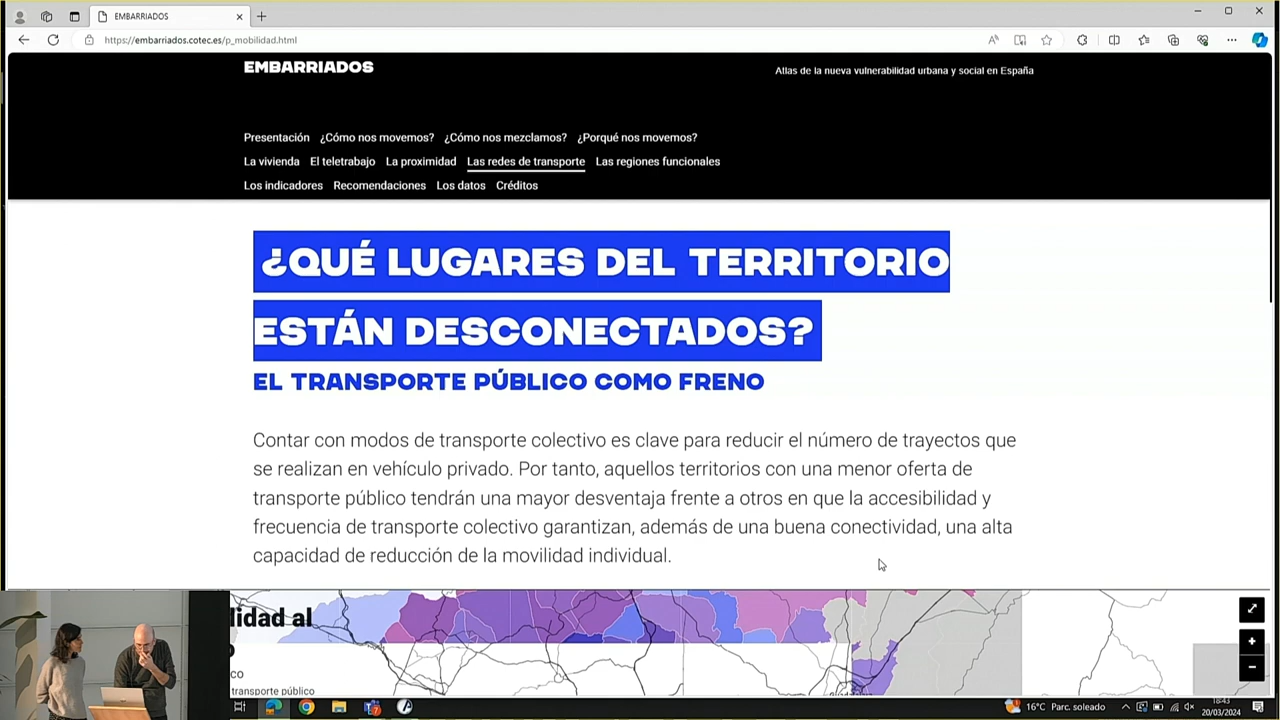 EMBARRIADOS
https://embarriados.cotec.es/p_mobilidad.html
EMBARRIADOS
Atlas de la nueva vulnerabilidad urbana y social en España
Presentación ¿Cómo nos movemos? ¿Cómo nos mezclamos? ¿Porqué nos movemos?
La vivienda El teletrabajo La proximidad Las redes de transporte Las regiones funcionales
Los indicadores Recomendaciones Los datos Créditos
¿QUÉ LUGARES DEL TERRITORIO
ESTÁN DESCONECTADOS?
EL TRANSPORTE PÚBLICO COMO FRENO
Contar con modos de transporte colectivo es clave para reducir el número de trayectos que
se realizan en vehículo privado. Por tanto, aquellos territorios con una menor oferta de
transporte público tendrán una mayor desventaja frente a otros en que la accesibilidad y
frecuencia de transporte colectivo garantizan, además de una buena conectividad, una alta
capacidad de reducción de la movilidad individual.
lidad al
o
co
transporte público
16°C Parc. soleado
18:43
20/03/2024